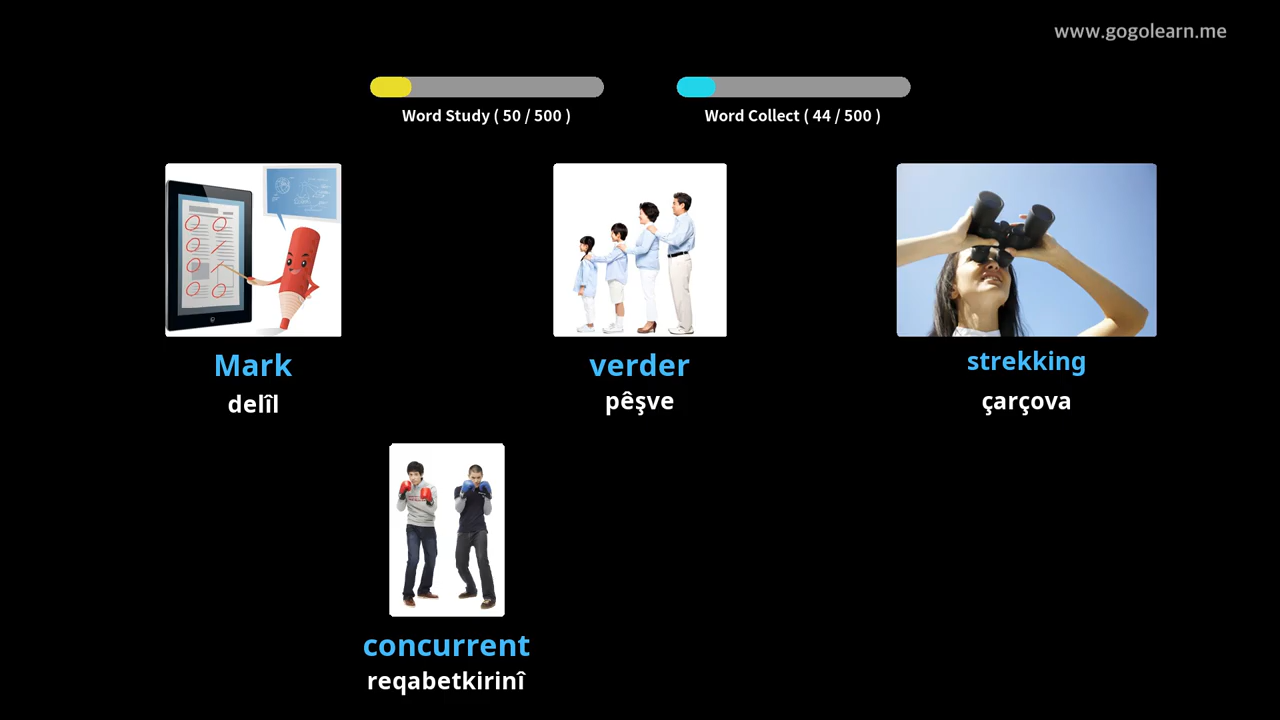 www.gogolearn.me
Word Study ( 50 / 500 )
Word Collect ( 44 / 500 )
Mark
delîl
verder
pêşve
strekking
çarçova
concurrent
reqabetkirinî